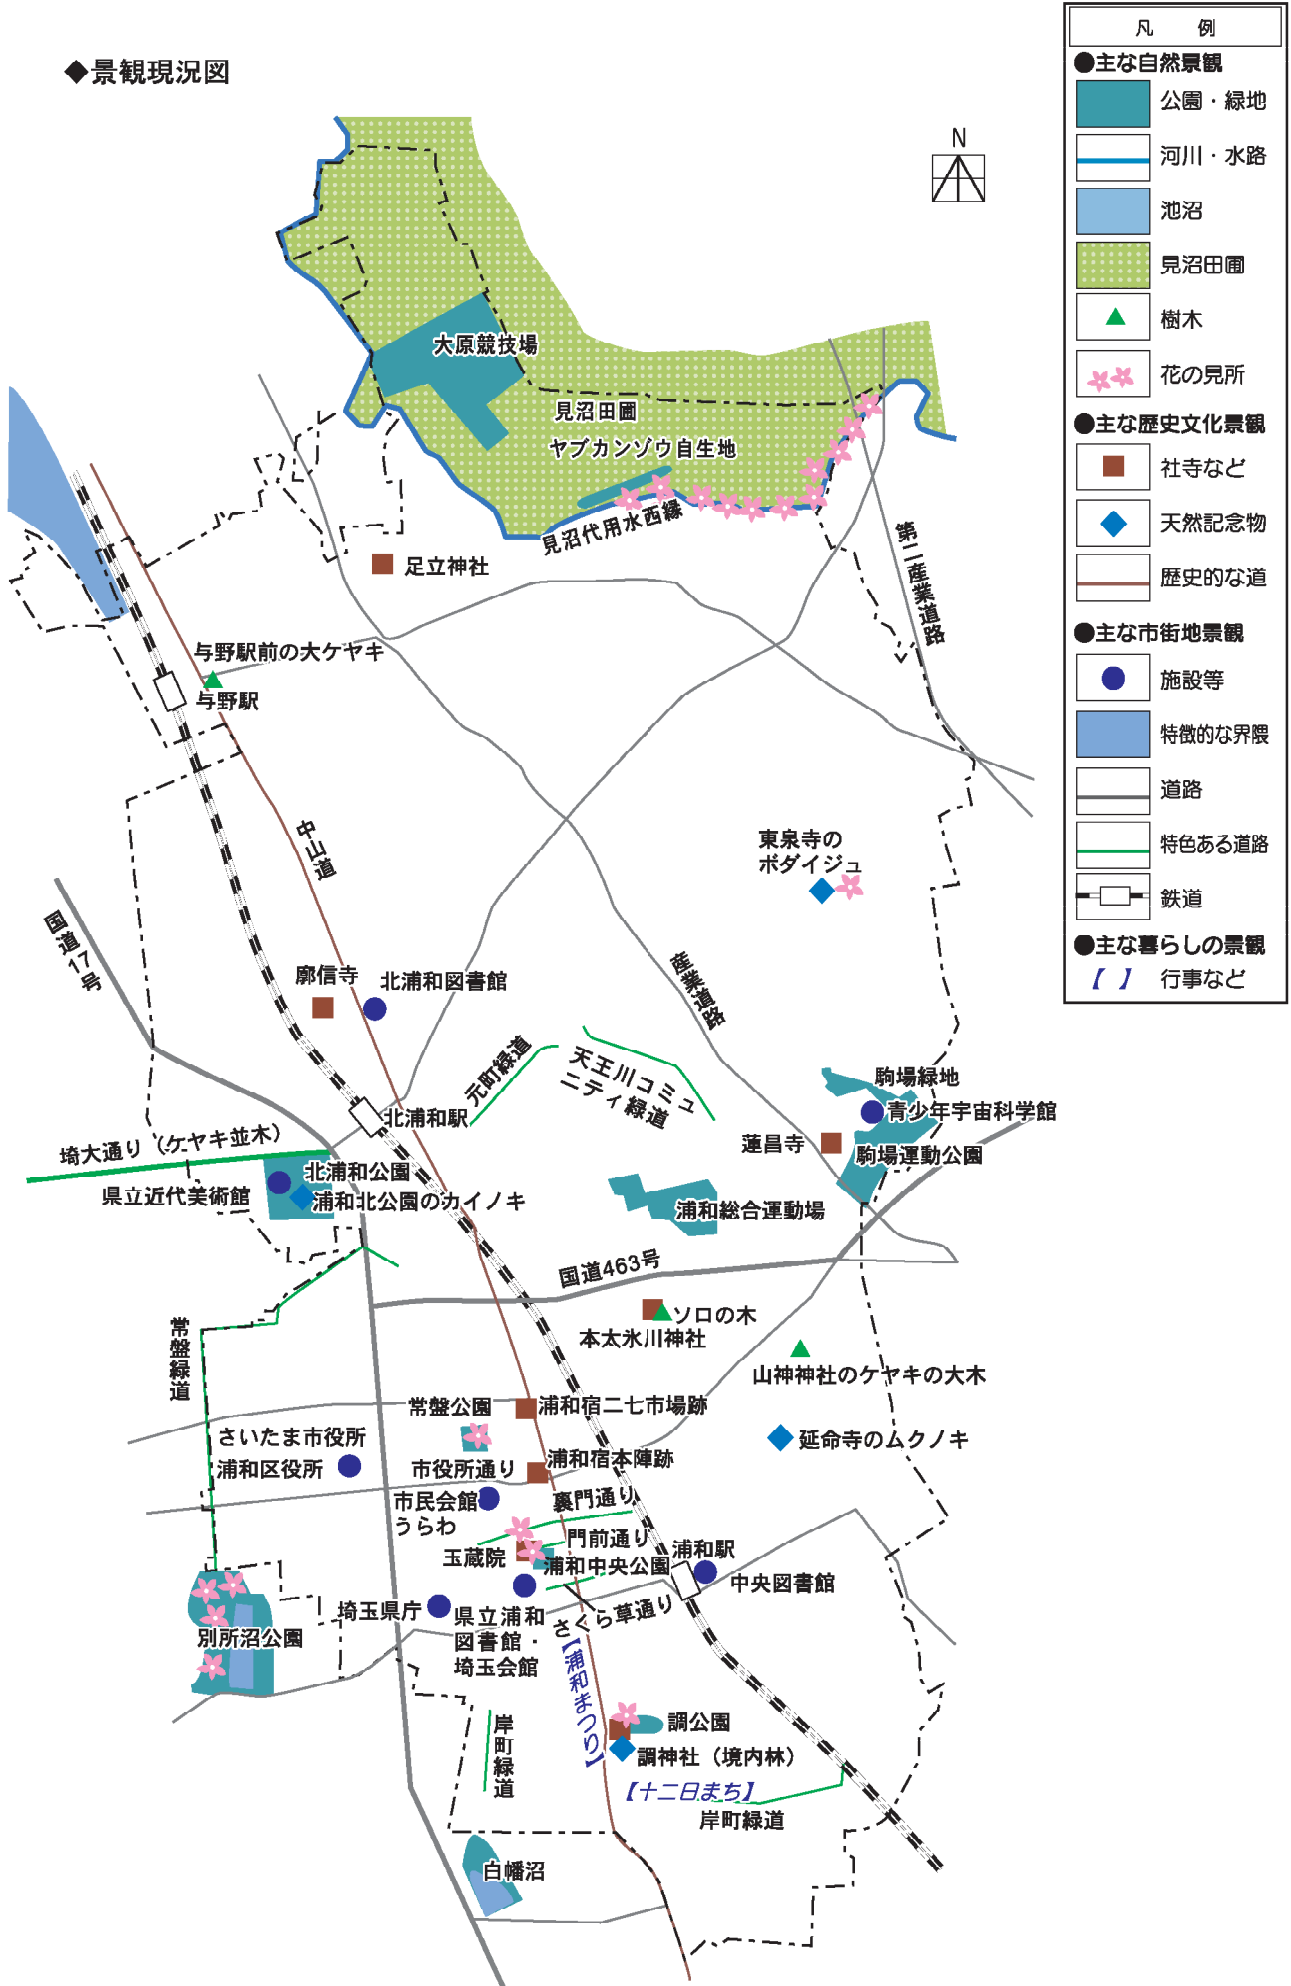 ◆景観現況図
N
大原競技場
見沼田圃
ヤブカンゾウ自生地
見沼代用水西縁
第二産業道路
足立神社
与野駅前の大ケヤキ
与野駅
中山道
国道17号
東泉寺の
ボダイジュ
産業道路
廓信寺
北浦和図書館
元町緑道
天王川コミュ
ニティ緑道
駒場緑地
青少年宇宙科学館
蓮昌寺
駒場運動公園
北浦和駅
埼大通り（ケヤキ並木）
北浦和公園
県立近代美術館
浦和北公園のカイノキ
浦和総合運動場
国道463号
ソロの木
本太氷川神社
常盤緑道
山神神社のケヤキの大木
常盤公園
浦和宿二七市場跡
さいたま市役所
浦和区役所
延命寺のムクノキ
市役所通り
浦和宿本陣跡
市民会館
うらわ
裏門通り
門前通り
玉蔵院
浦和中央公園
浦和駅
中央図書館
埼玉県庁
県立浦和
図書館・
埼玉会館
さくら草通り
別所沼公園
【浦和まつり】
岸町緑道
調公園
調神社（境内林）
【十二日まち】
岸町緑道
白幡沼
凡　例
●主な自然景観
公園・緑地
河川・水路
池沼
見沼田圃
樹木
花の見所
●主な歴史文化景観
社寺など
天然記念物
歴史的な道
●主な市街地景観
施設等
特徴的な界隈
道路
特色ある道路
鉄道
●主な暮らしの景観
【 】 行事など